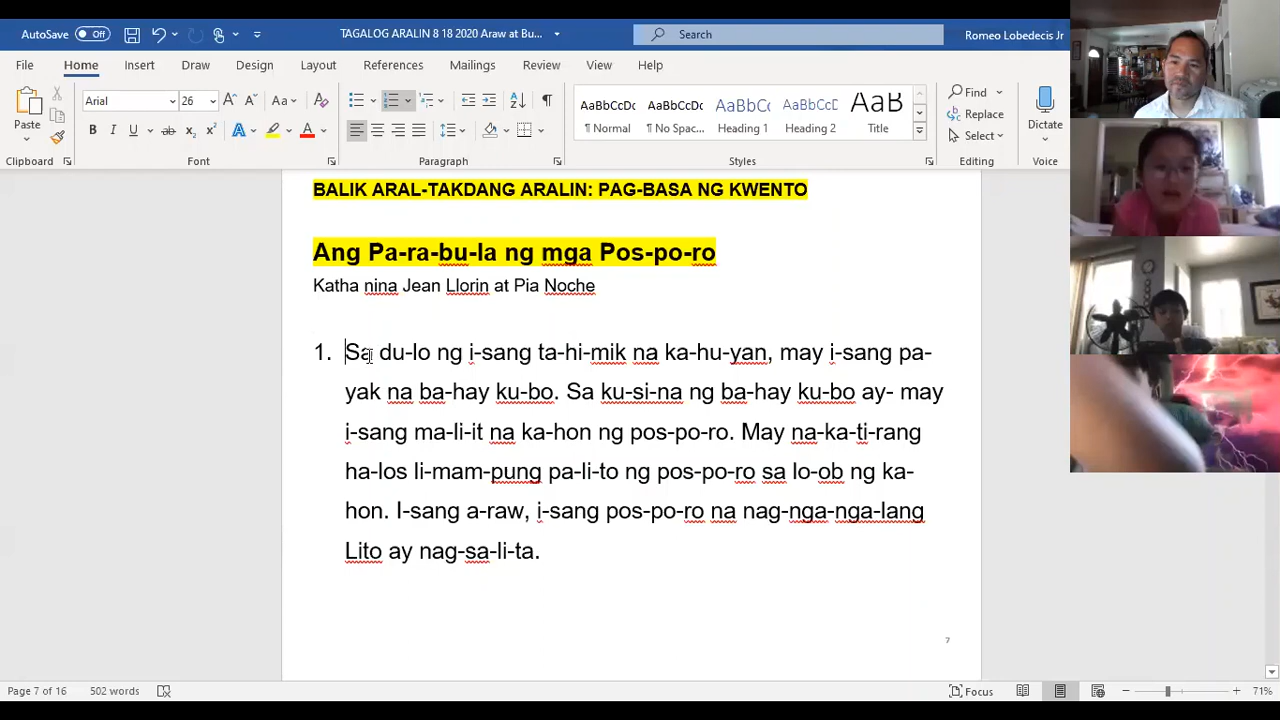 AutoSave Off TAGALOG ARALIN 8 18 2020 Araw at Bu... Search Romeo Lobedecis Jr
File Home Insert Draw Design Layout References Mailings Review View Help
Paste Arial 26 A A Aa AaBbCcDc AaBbCcDc AaBbCc AaBbCcD AaB Find Replace Select Dictate
B I U ab x₂ x² A A ¶ Normal ¶ No Spac... Heading 1 Heading 2 Title
Clipboard Font Paragraph Styles Editing Voice
BALIK ARAL-TAKDANG ARALIN: PAG-BASA NG KWENTO
Ang Pa-ra-bu-la ng mga Pos-po-ro
Katha nina Jean Llorin at Pia Noche
1. Sa du-lo ng i-sang ta-hi-mik na ka-hu-yan, may i-sang pa-
yak na ba-hay ku-bo. Sa ku-si-na ng ba-hay ku-bo ay- may
i-sang ma-li-it na ka-hon ng pos-po-ro. May na-ka-ti-rang
ha-los li-mam-pung pa-li-to ng pos-po-ro sa lo-ob ng ka-
hon. I-sang a-raw, i-sang pos-po-ro na nag-nga-nga-lang
Lito ay nag-sa-li-ta.
7
Page 7 of 16 502 words Focus 71%